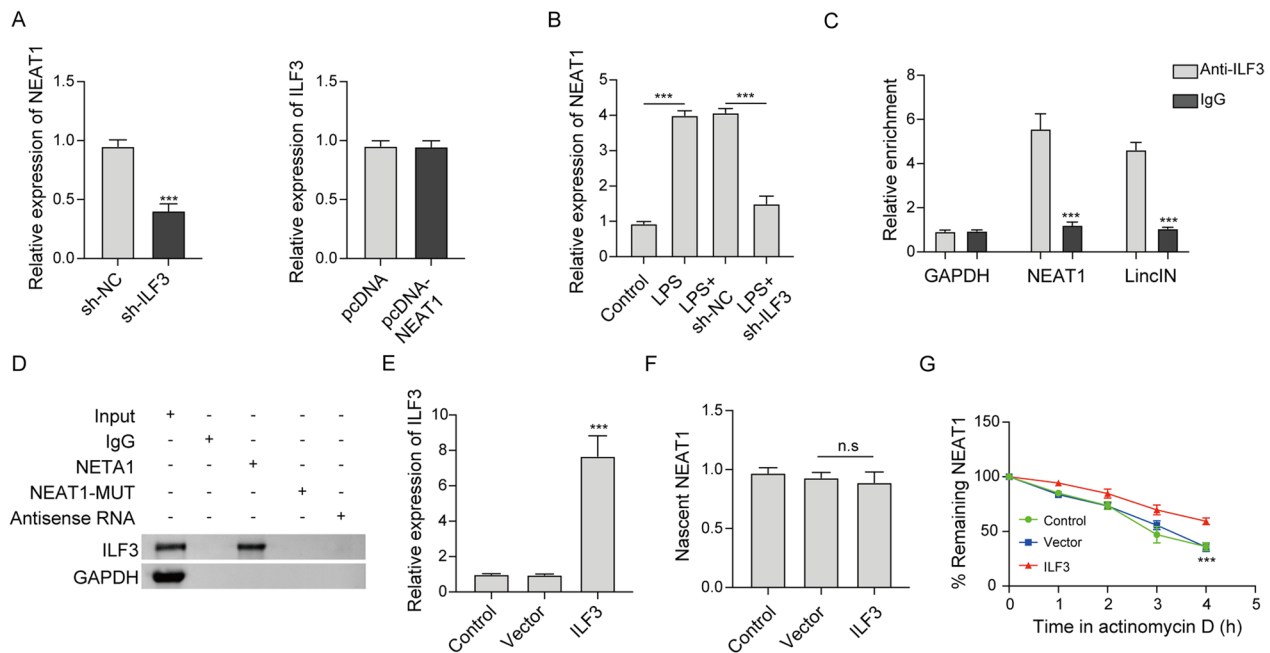 A
Relative expression of NEAT1
1.5
1.0
0.5
0.0
***
sh-NC
sh-ILF3
Relative expression of ILF3
1.5
1.0
0.5
0.0
pcDNA
pcDNA-
NEAT1
B
Relative expression of NEAT1
5
4
3
2
1
0
***
***
Control
LPS
LPS+
sh-NC
LPS+
sh-ILF3
C
Relative enrichment
8
6
4
2
0
***
***
GAPDH
NEAT1
LincIN
Anti-ILF3
IgG
D
Input + - - - -
IgG - + - - -
NETA1 - - + - -
NEAT1-MUT - - - + -
Antisense RNA - - - - +
ILF3
GAPDH
E
Relative expression of ILF3
10
8
6
4
2
0
***
Control
Vector
ILF3
F
Nascent NEAT1
1.5
1.0
0.5
0.0
n.s
Control
Vector
ILF3
G
% Remaining NEAT1
150
100
50
0
Control
Vector
ILF3
***
0 1 2 3 4 5
Time in actinomycin D (h)